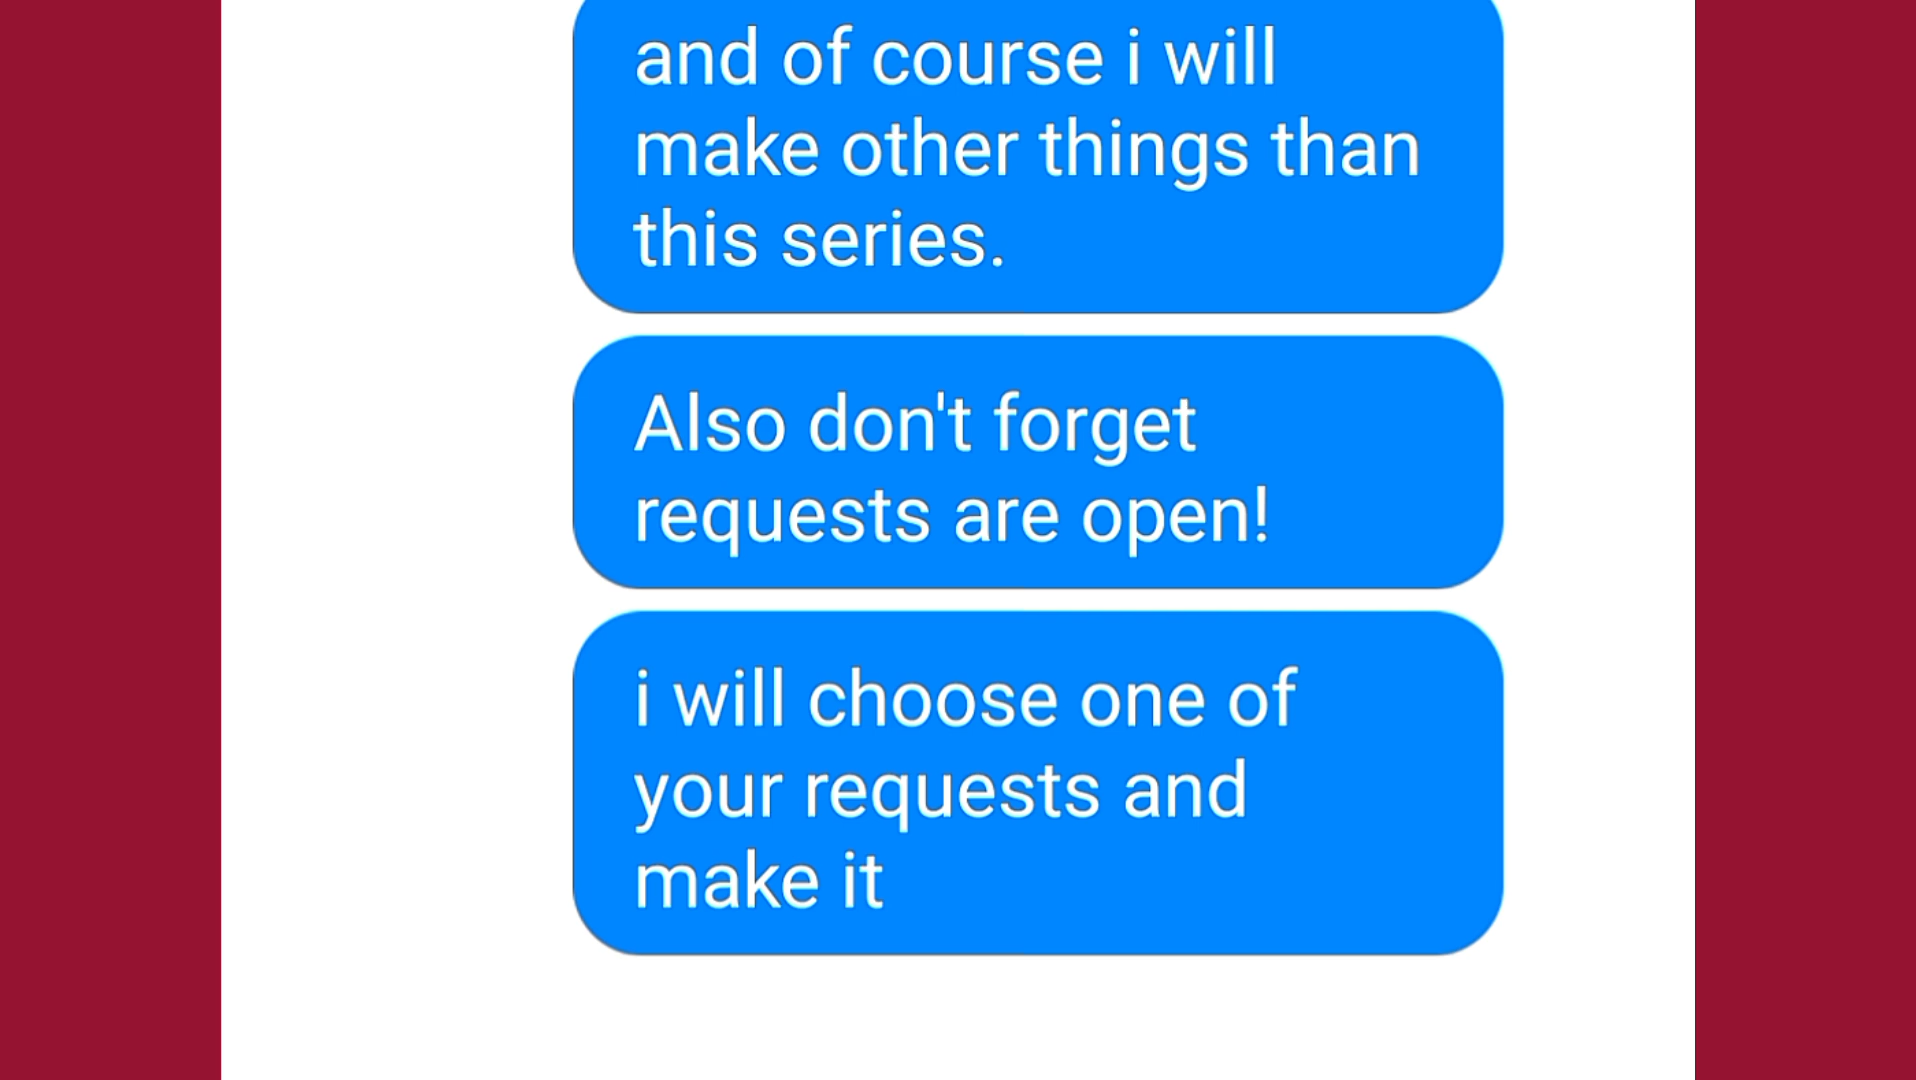 and of course i will
make other things than
this series.
Also don't forget
requests are open!
i will choose one of
your requests and
make it